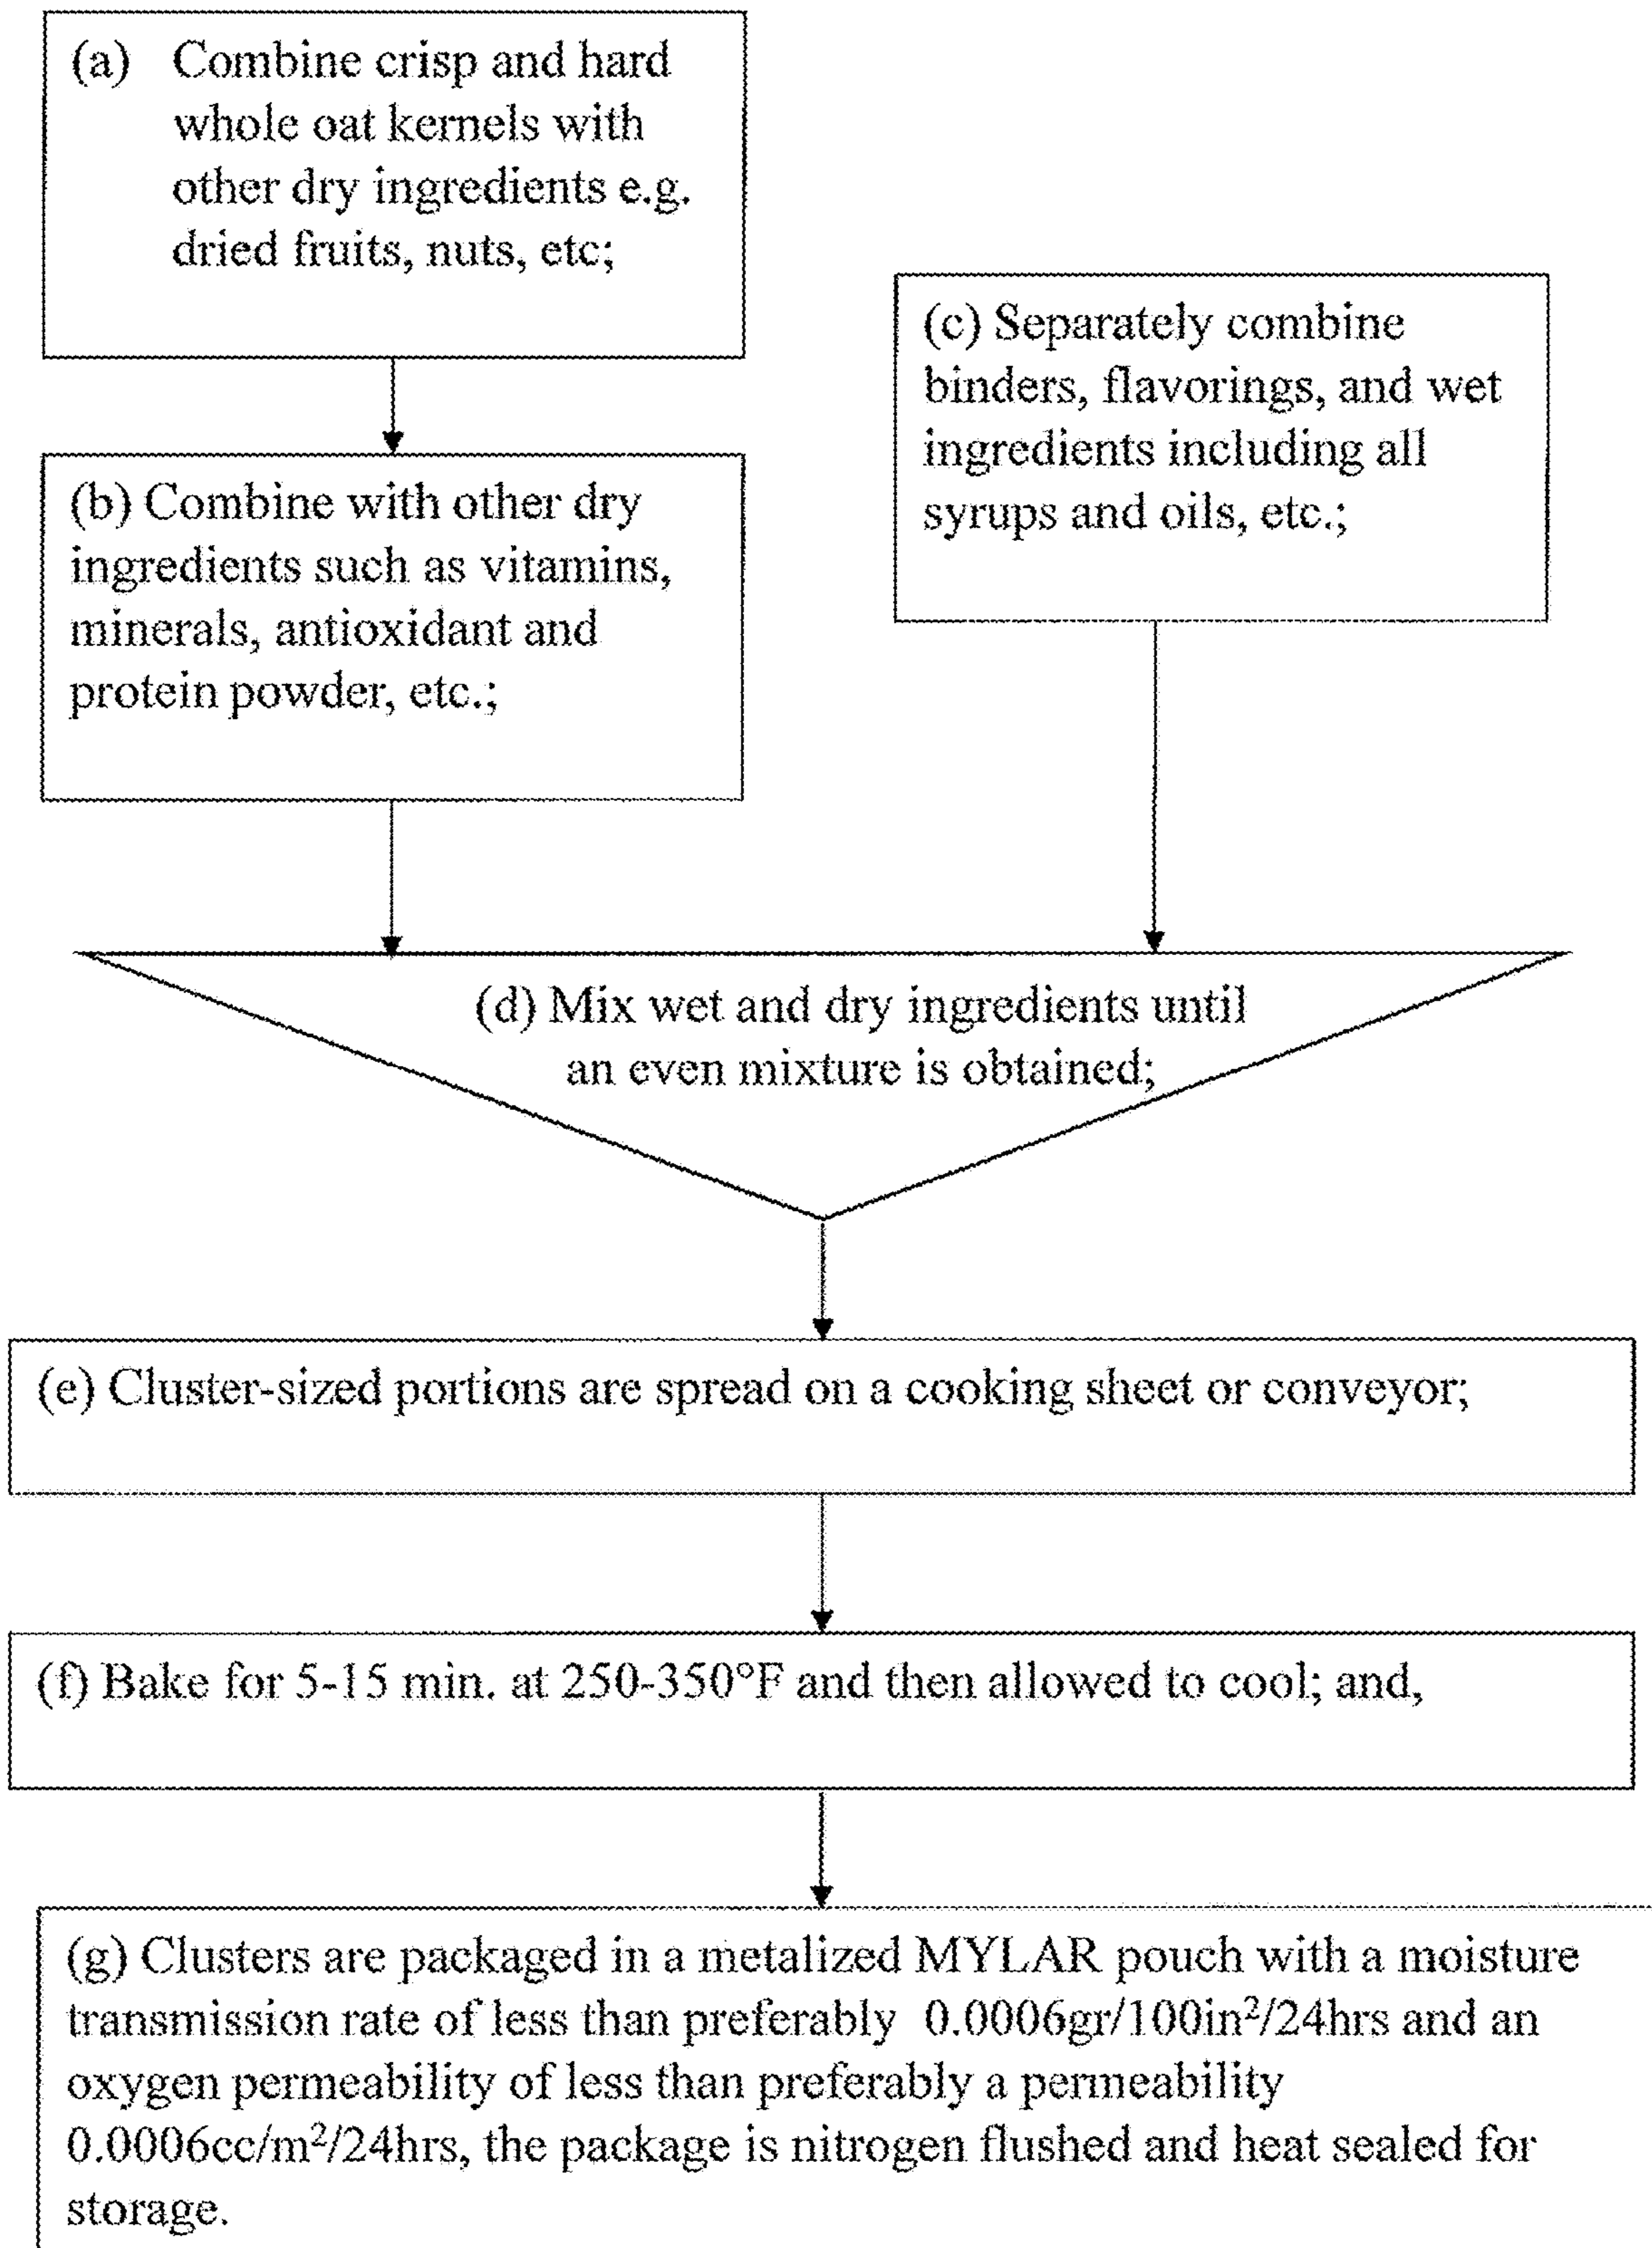 (a) Combine crisp and hard
whole oat kernels with
other dry ingredients e.g.
dried fruits, nuts, etc;
(b) Combine with other dry
ingredients such as vitamins,
minerals, antioxidant and
protein powder, etc.;
(c) Separately combine
binders, flavorings, and wet
ingredients including all
syrups and oils, etc.;
(d) Mix wet and dry ingredients until
an even mixture is obtained;
(e) Cluster-sized portions are spread on a cooking sheet or conveyor;
(f) Bake for 5-15 min. at 250-350°F and then allowed to cool; and,
(g) Clusters are packaged in a metalized MYLAR pouch with a moisture
transmission rate of less than preferably 0.0006gr/100in²/24hrs and an
oxygen permeability of less than preferably a permeability
0.0006cc/m²/24hrs, the package is nitrogen flushed and heat sealed for
storage.